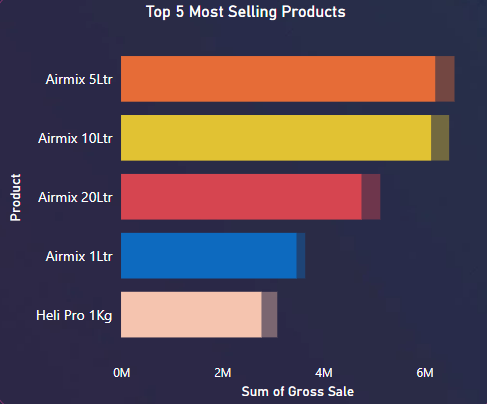 Top 5 Most Selling Products
Product
Airmix 5Ltr
Airmix 10Ltr
Airmix 20Ltr
Airmix 1Ltr
Heli Pro 1Kg
0M 2M 4M 6M
Sum of Gross Sale